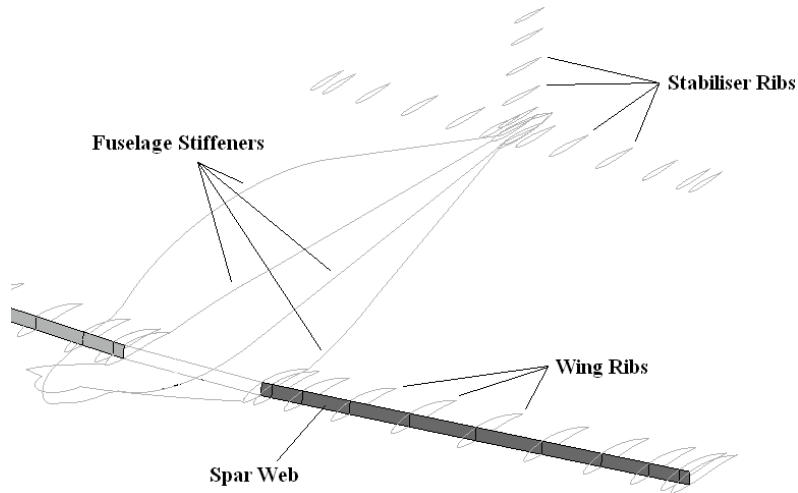 Stabiliser Ribs
Fuselage Stiffeners
Wing Ribs
Spar Web